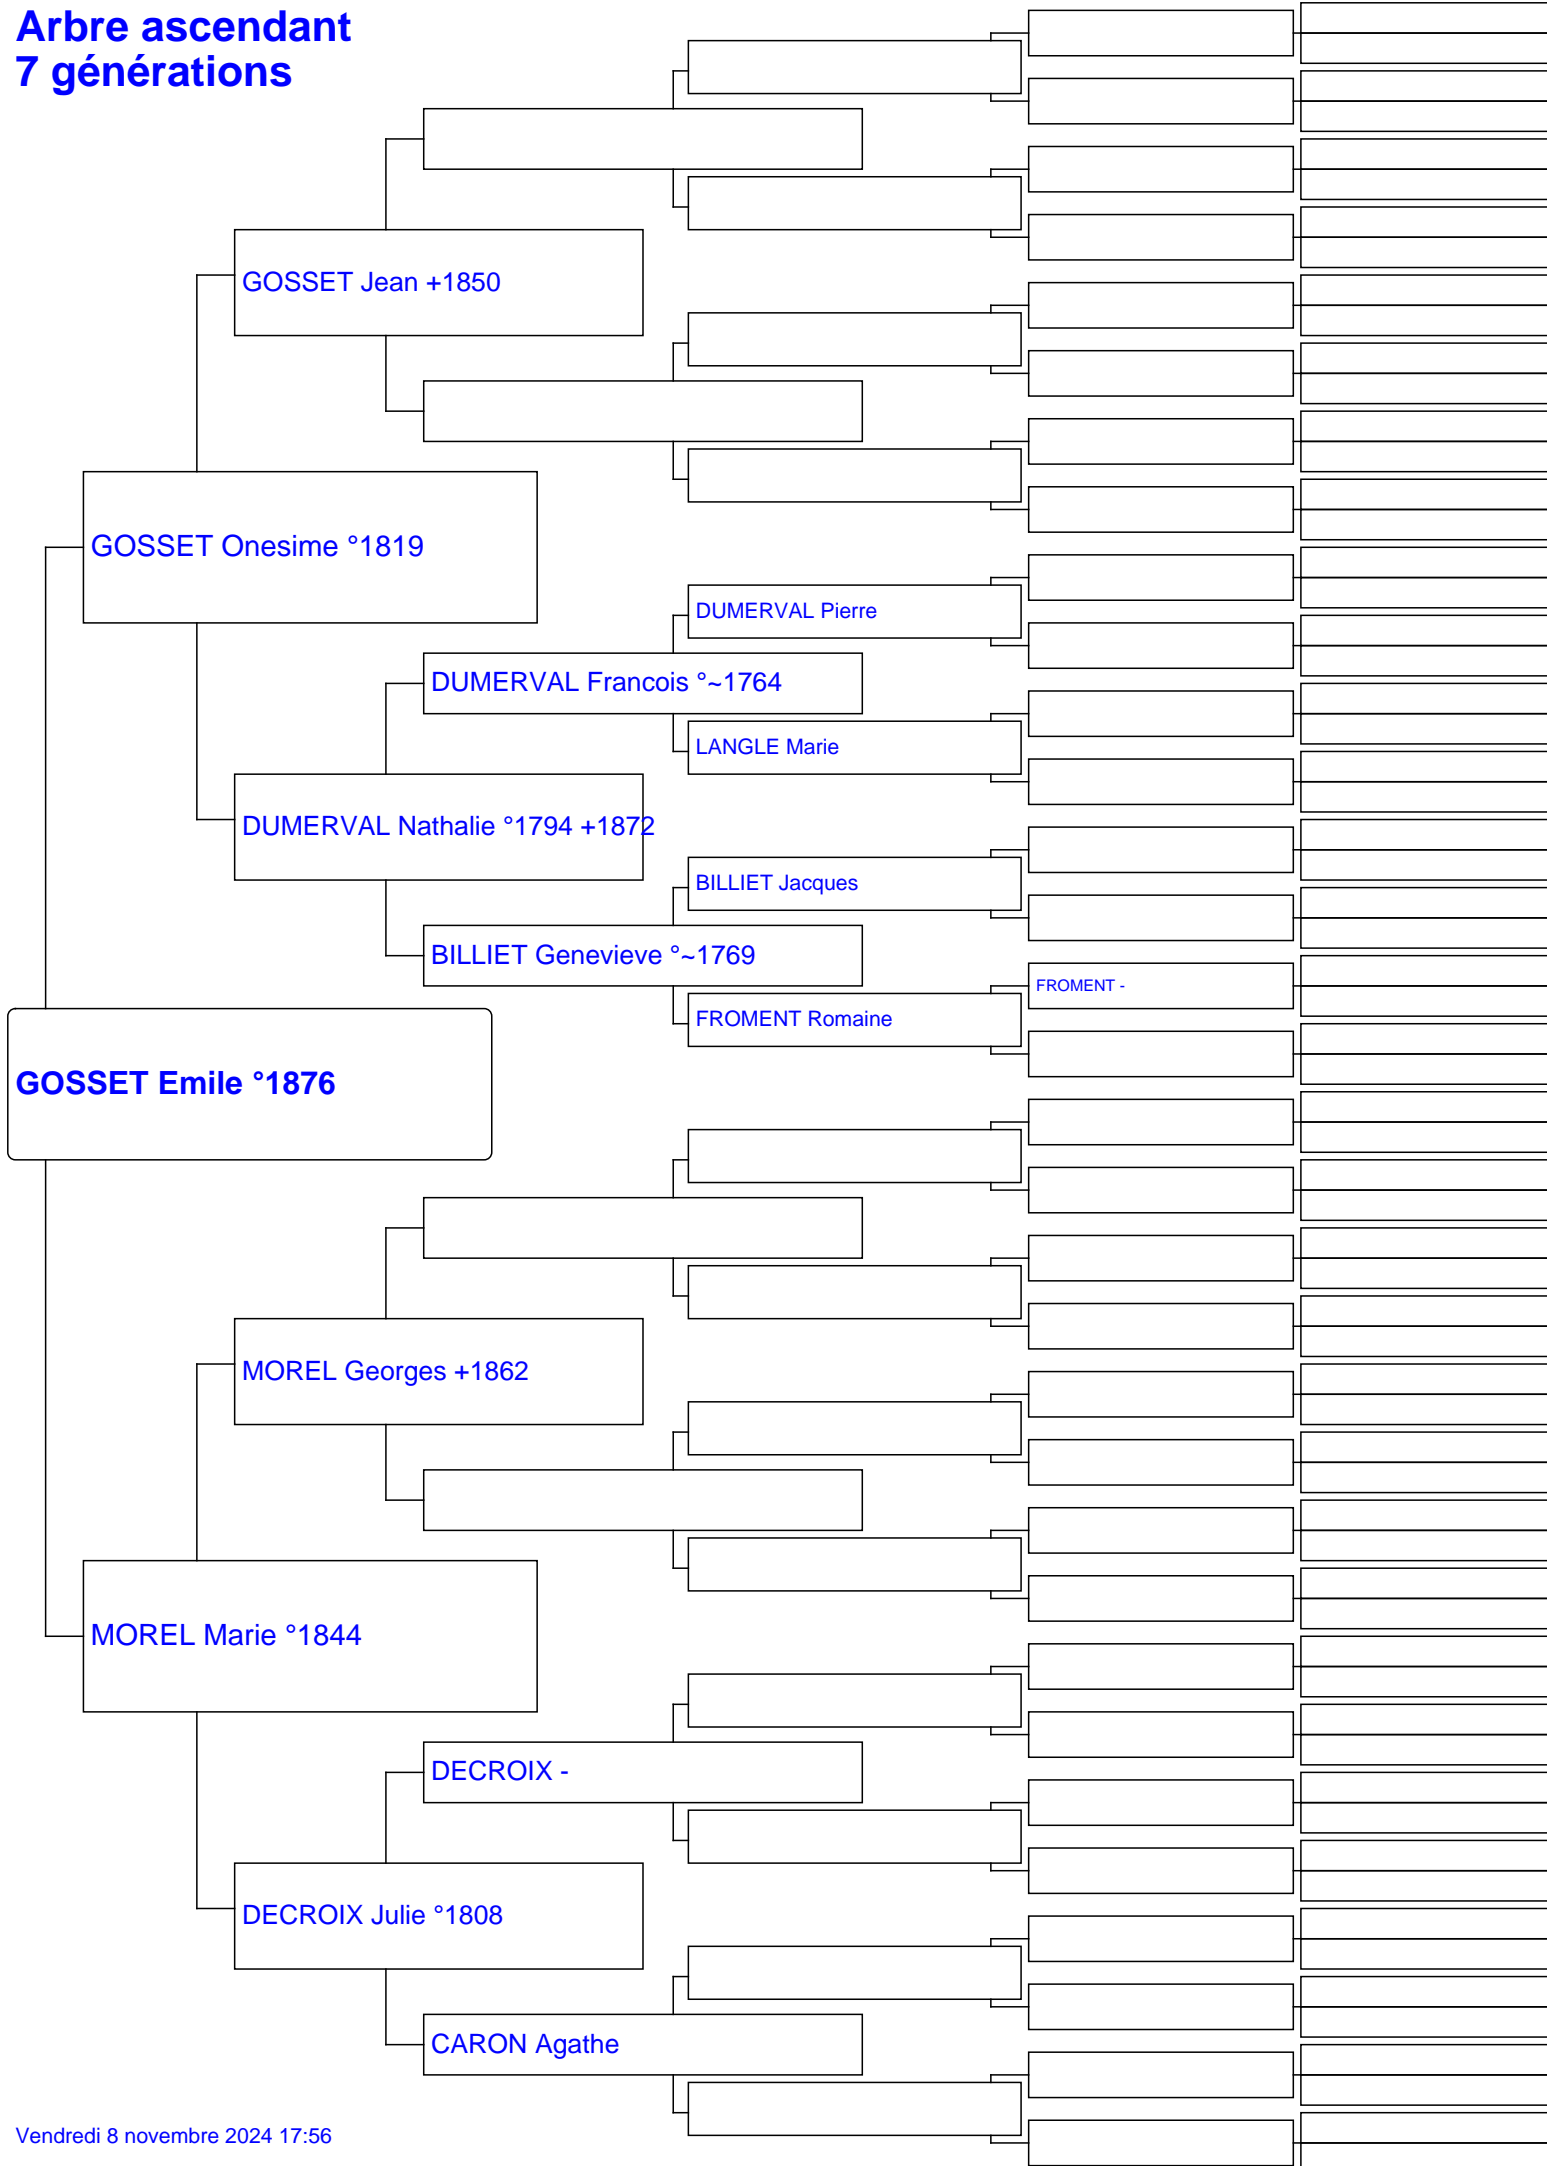 Arbre ascendant
7 générations
GOSSET Jean +1850
GOSSET Onesime °1819
DUMERVAL Pierre
DUMERVAL Francois °~1764
LANGLE Marie
DUMERVAL Nathalie °1794 +1872
BILLIET Jacques
BILLIET Genevieve °~1769
FROMENT -
FROMENT Romaine
GOSSET Emile °1876
MOREL Georges +1862
MOREL Marie °1844
DECROIX -
DECROIX Julie °1808
CARON Agathe
Vendredi 8 novembre 2024 17:56